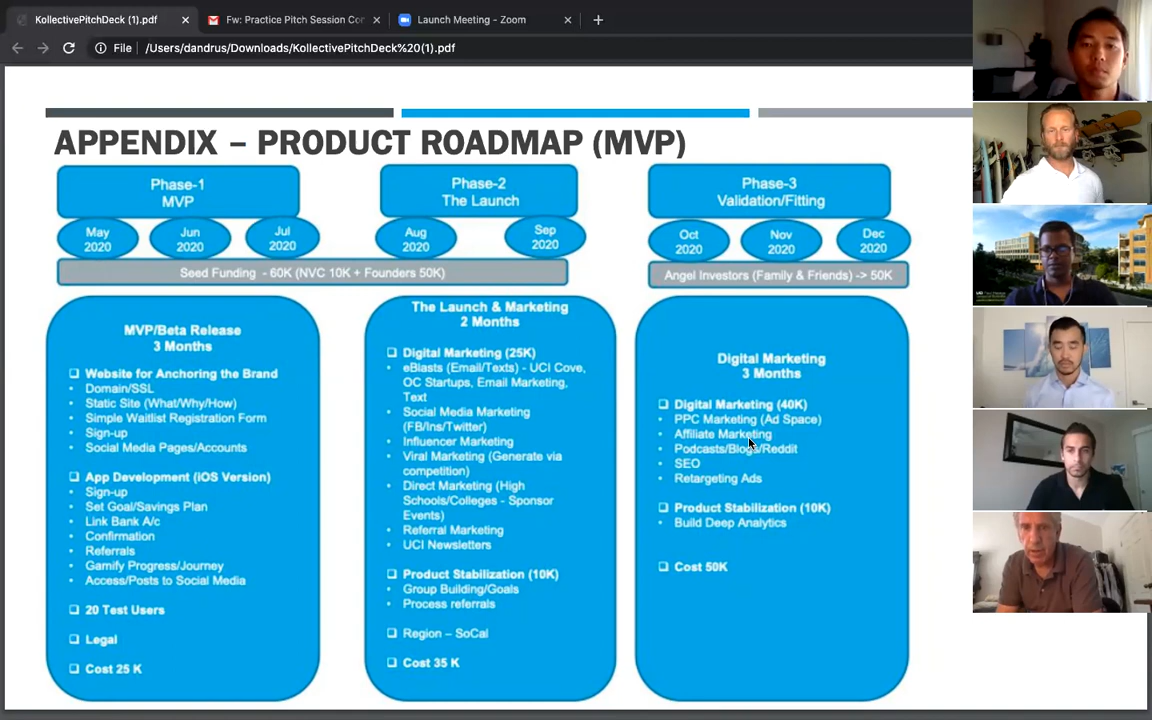 KollectivePitchDeck (1).pdf
Fw: Practice Pitch Session Con
Launch Meeting - Zoom
File
/Users/dandrus/Downloads/KollectivePitchDeck%20(1).pdf
APPENDIX – PRODUCT ROADMAP (MVP)
Phase-1
MVP
May
2020
Jun
2020
Jul
2020
Phase-2
The Launch
Aug
2020
Sep
2020
Seed Funding - 60K (NVC 10K + Founders 50K)
Phase-3
Validation/Fitting
Oct
2020
Nov
2020
Dec
2020
Angel Investors (Family & Friends) -> 50K
MVP/Beta Release
3 Months
Website for Anchoring the Brand
Domain/SSL
Static Site (What/Why/How)
Simple Waitlist Registration Form
Sign-up
Social Media Pages/Accounts
App Development (iOS Version)
Sign-up
Set Goal/Savings Plan
Link Bank A/c
Confirmation
Referrals
Gamify Progress/Journey
Access/Posts to Social Media
20 Test Users
Legal
Cost 25 K
The Launch & Marketing
2 Months
Digital Marketing (25K)
eBlasts (Email/Texts) - UCI Cove,
OC Startups, Email Marketing,
Text
Social Media Marketing
(FB/Ins/Twitter)
Influencer Marketing
Viral Marketing (Generate via
competition)
Direct Marketing (High
Schools/Colleges - Sponsor
Events)
Referral Marketing
UCI Newsletters
Product Stabilization (10K)
Group Building/Goals
Process referrals
Region – SoCal
Cost 35 K
Digital Marketing
3 Months
Digital Marketing (40K)
PPC Marketing (Ad Space)
Affiliate Marketing
Podcasts/Blogs/Reddit
SEO
Retargeting Ads
Product Stabilization (10K)
Build Deep Analytics
Cost 50K